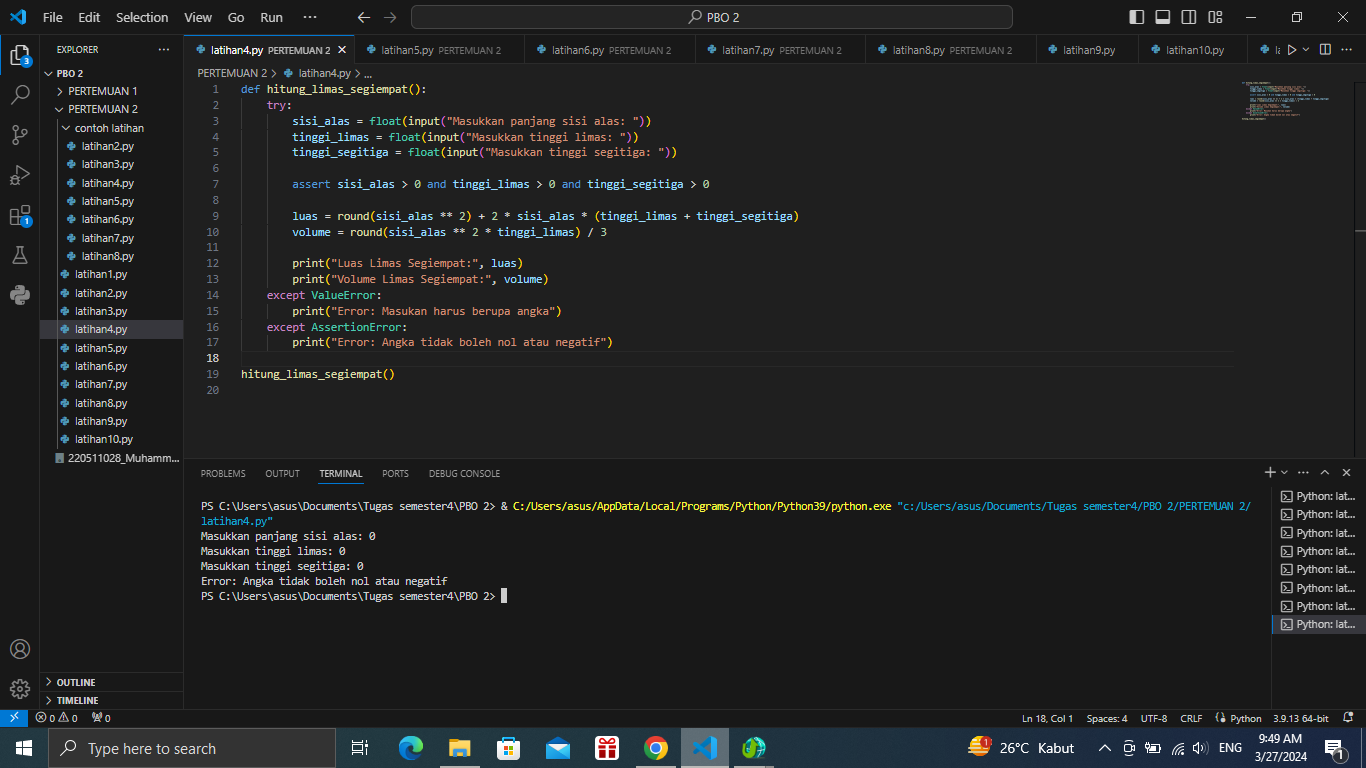 File Edit Selection View Go Run ··· PBO 2
EXPLORER ···
PBO 2
PERTEMUAN 1
PERTEMUAN 2
contoh latihan
latihan2.py
latihan3.py
latihan4.py
latihan5.py
latihan6.py
latihan7.py
latihan8.py
latihan1.py
latihan2.py
latihan3.py
latihan4.py
latihan5.py
latihan6.py
latihan7.py
latihan8.py
latihan9.py
latihan10.py
220511028_Muhamm...
OUTLINE
TIMELINE
3
1
latihan4.py PERTEMUAN 2 latihan5.py PERTEMUAN 2 latihan6.py PERTEMUAN 2 latihan7.py PERTEMUAN 2 latihan8.py PERTEMUAN 2 latihan9.py latihan10.py
PERTEMUAN 2 > latihan4.py > ...
1 def hitung_limas_segiempat():
2     try:
3         sisi_alas = float(input("Masukkan panjang sisi alas: "))
4         tinggi_limas = float(input("Masukkan tinggi limas: "))
5         tinggi_segitiga = float(input("Masukkan tinggi segitiga: "))
6
7         assert sisi_alas > 0 and tinggi_limas > 0 and tinggi_segitiga > 0
8
9         luas = round(sisi_alas ** 2) + 2 * sisi_alas * (tinggi_limas + tinggi_segitiga)
10         volume = round(sisi_alas ** 2 * tinggi_limas) / 3
11
12         print("Luas Limas Segiempat:", luas)
13         print("Volume Limas Segiempat:", volume)
14     except ValueError:
15         print("Error: Masukan harus berupa angka")
16     except AssertionError:
17         print("Error: Angka tidak boleh nol atau negatif")
18
19 hitung_limas_segiempat()
20
PROBLEMS OUTPUT TERMINAL PORTS DEBUG CONSOLE
PS C:\Users\asus\Documents\Tugas semester4\PBO 2> & C:/Users/asus/AppData/Local/Programs/Python/Python39/python.exe "c:/Users/asus/Documents/Tugas semester4/PBO 2/PERTEMUAN 2/
latihan4.py"
Masukkan panjang sisi alas: 0
Masukkan tinggi limas: 0
Masukkan tinggi segitiga: 0
Error: Angka tidak boleh nol atau negatif
PS C:\Users\asus\Documents\Tugas semester4\PBO 2>
Python: lat...
Python: lat...
Python: lat...
Python: lat...
Python: lat...
Python: lat...
Python: lat...
Python: lat...
0 0 0 Ln 18, Col 1 Spaces: 4 UTF-8 CRLF Python 3.9.13 64-bit
Type here to search 1 26°C Kabut ENG 9:49 AM
3/27/2024
1